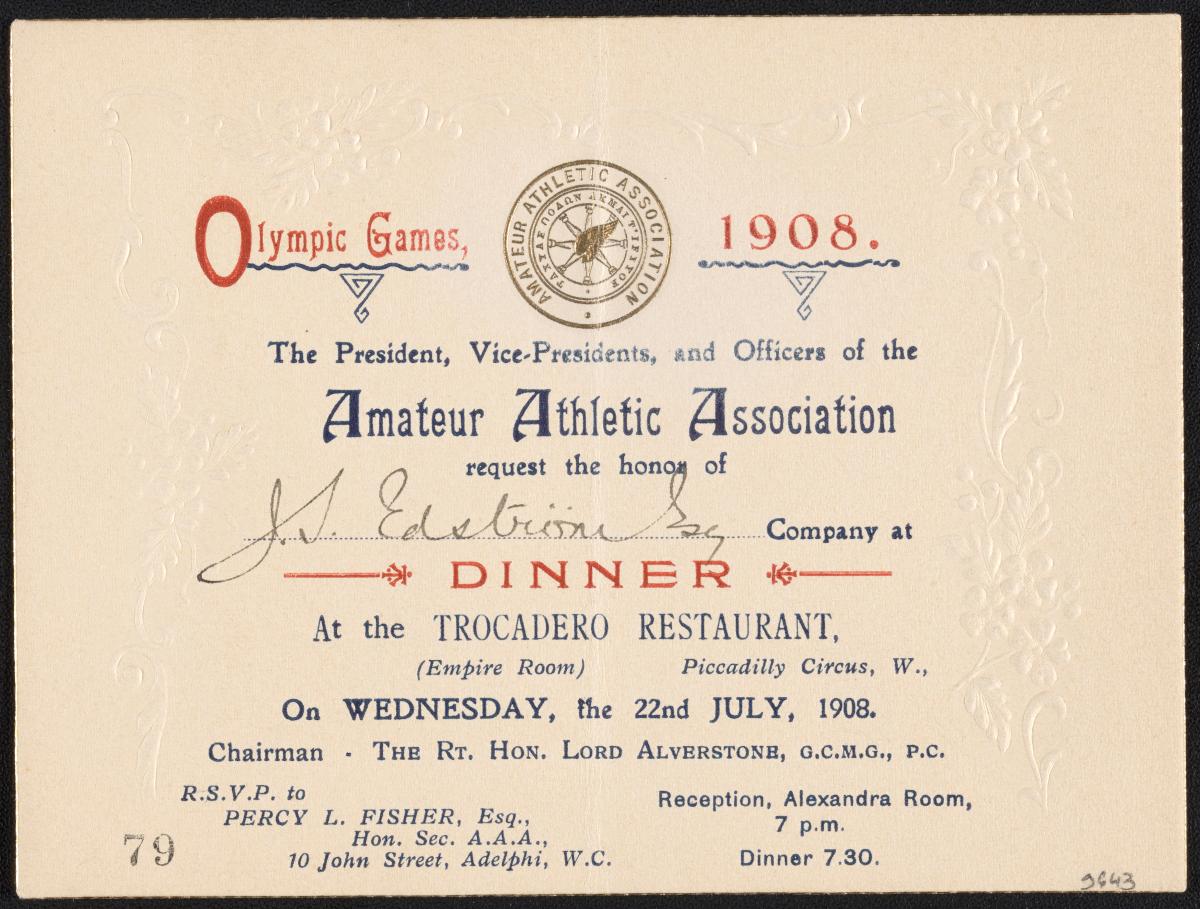 Olympic Games, 1908.
AMATEUR ATHLETIC ASSOCIATION
The President, Vice-Presidents, and Officers of the
Amateur Athletic Association
request the honor of
J. S. Edström Esq Company at
DINNER
At the TROCADERO RESTAURANT,
(Empire Room) Piccadilly Circus, W.,
On WEDNESDAY, the 22nd JULY, 1908.
Chairman - THE RT. HON. LORD ALVERSTONE, G.C.M.G., P.C.
R.S.V.P. to
PERCY L. FISHER, Esq.,
Hon. Sec. A.A.A.,
10 John Street, Adelphi, W.C.
Reception, Alexandra Room,
7 p.m.
Dinner 7.30.
79
9643